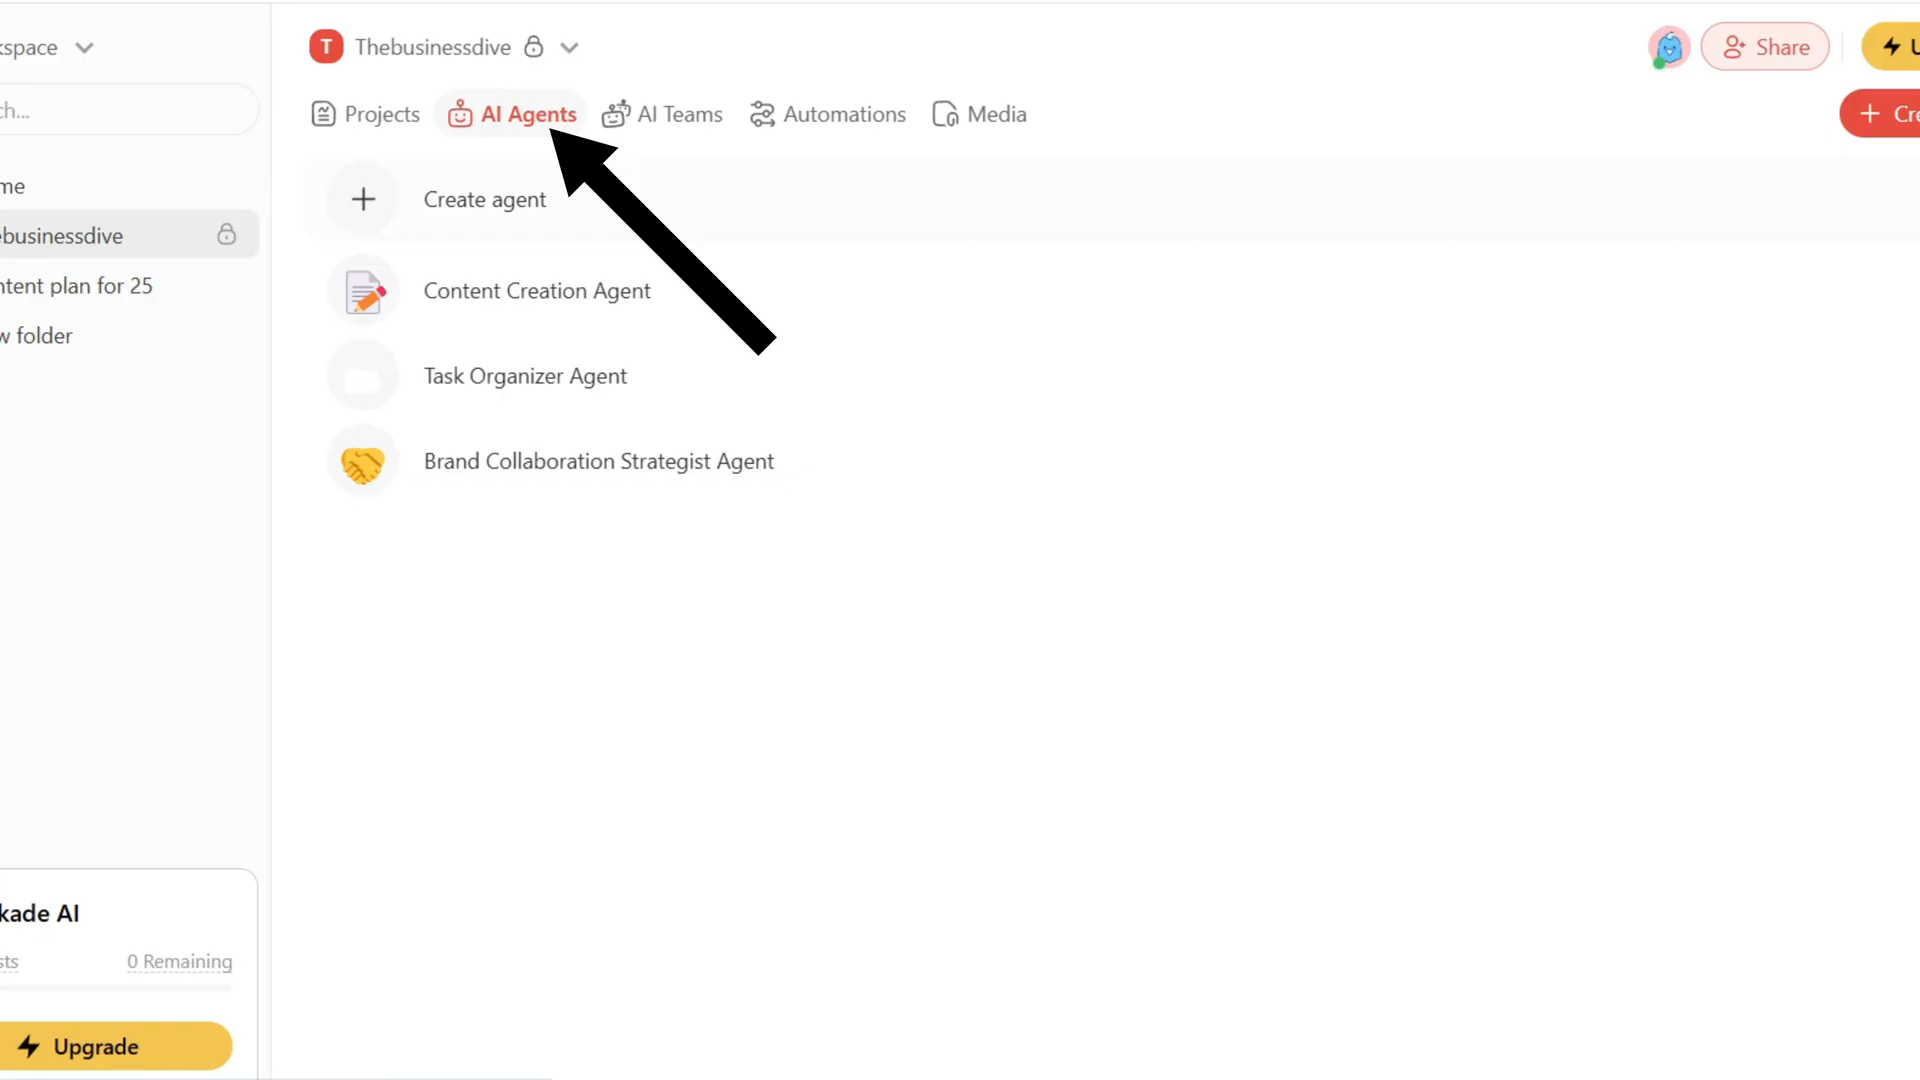 kspace
T Thebusinessdive
Share
U
ch...
Projects
AI Agents
AI Teams
Automations
Media
+ Cre
me
ebusinessdive
ntent plan for 25
w folder
Create agent
Content Creation Agent
Task Organizer Agent
Brand Collaboration Strategist Agent
kade AI
sts
0 Remaining
Upgrade